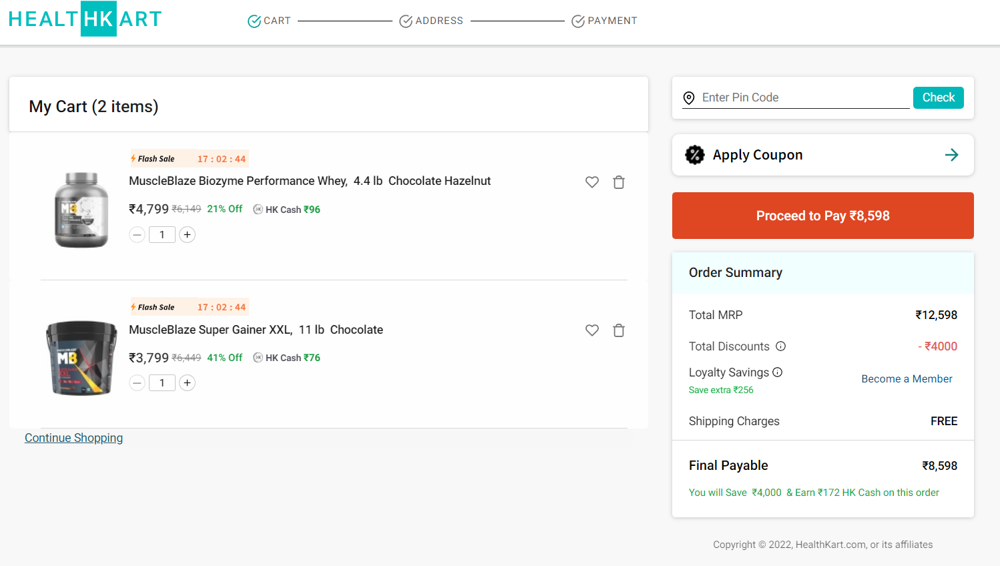 HEALTHKART
CART
ADDRESS
PAYMENT
My Cart (2 items)
Flash Sale 17 : 02 : 44
MuscleBlaze Biozyme Performance Whey, 4.4 lb Chocolate Hazelnut
₹4,799 ₹6,149 21% Off HK HK Cash ₹96
MB
1
Flash Sale 17 : 02 : 44
MuscleBlaze Super Gainer XXL, 11 lb Chocolate
₹3,799 ₹6,449 41% Off HK HK Cash ₹76
MB
XXL
1
Continue Shopping
Enter Pin Code Check
Apply Coupon
Proceed to Pay ₹8,598
Order Summary
Total MRP ₹12,598
Total Discounts - ₹4000
Loyalty Savings
Become a Member
Save extra ₹256
Shipping Charges FREE
Final Payable ₹8,598
You will Save ₹4,000 & Earn ₹172 HK Cash on this order
Copyright © 2022, HealthKart.com, or its affiliates